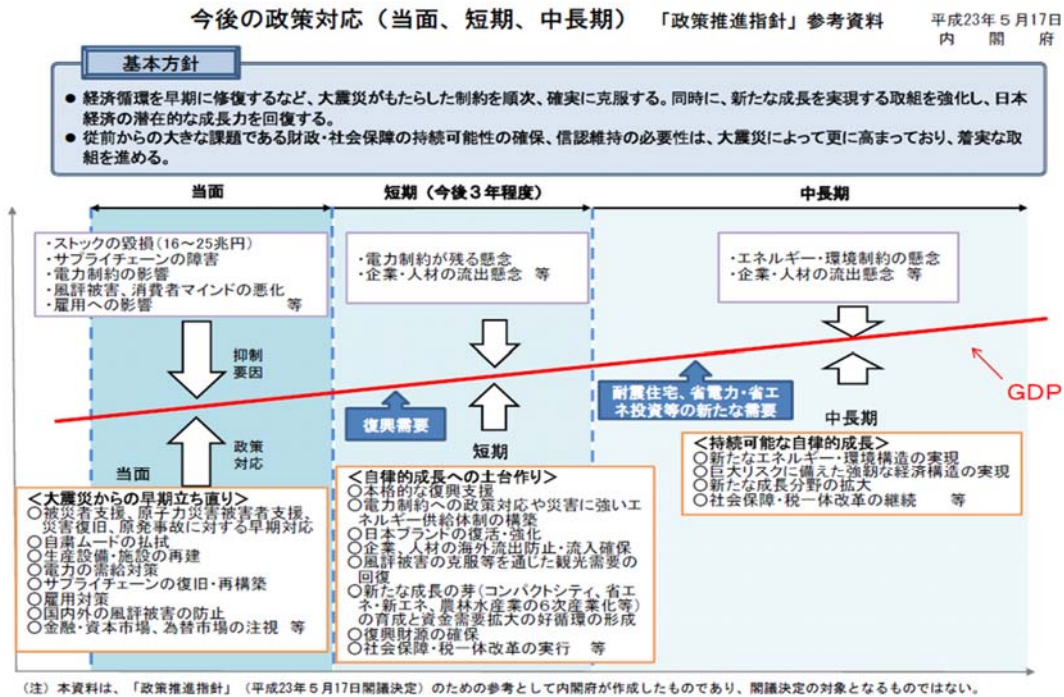 今後の政策対応（当面、短期、中長期） 「政策推進指針」参考資料
平成23年５月17日
内閣府
基本方針
● 経済循環を早期に修復するなど、大震災がもたらした制約を順次、確実に克服する。同時に、新たな成長を実現する取組を強化し、日本
経済の潜在的な成長力を回復する。
● 従前からの大きな課題である財政・社会保障の持続可能性の確保、信認維持の必要性は、大震災によって更に高まっており、着実な取
組を進める。
当面
短期（今後３年程度）
中長期
・ストックの毀損（16～25兆円）
・サプライチェーンの障害
・電力制約の影響
・風評被害、消費者マインドの悪化
・雇用への影響 等
・電力制約が残る懸念
・企業・人材の流出懸念 等
・エネルギー・環境制約の懸念
・企業・人材の流出懸念 等
抑制
要因
GDP
復興需要
耐震住宅、省電力・省エ
ネ投資等の新たな需要
政策
対応
当面
＜大震災からの早期立ち直り＞
○被災者支援、原子力災害被害者支援、
災害復旧、原発事故に対する早期対応
○自粛ムードの払拭
○生産設備・施設の再建
○電力の需給対策
○サプライチェーンの復旧・再構築
○雇用対策
○国内外の風評被害の防止
○金融・資本市場、為替市場の注視 等
短期
＜自律的成長への土台作り＞
○本格的な復興支援
○電力制約への政策対応や災害に強いエ
ネルギー供給体制の構築
○日本ブランドの復活・強化
○企業、人材の海外流出防止・流入確保
○風評被害の克服等を通じた観光需要の
回復
○新たな成長の芽（コンパクトシティ、省エ
ネ・新エネ、農林水産業の６次産業化等）
の育成と資金需要拡大の好循環の形成
○復興財源の確保
○社会保障・税一体改革の実行 等
中長期
＜持続可能な自律的成長＞
○新たなエネルギー・環境構造の実現
○巨大リスクに備えた強靭な経済構造の実現
○新たな成長分野の拡大
○社会保障・税一体改革の継続 等
（注）本資料は、「政策推進指針」（平成23年５月17日閣議決定）のための参考として内閣府が作成したものであり、閣議決定の対象となるものではない。